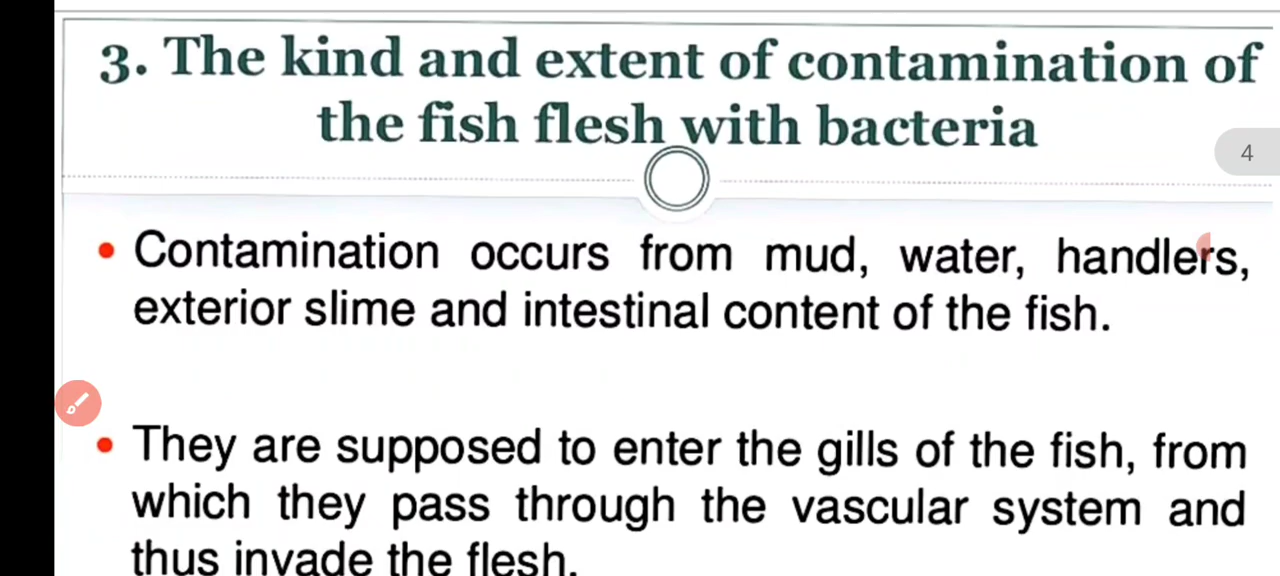 3. The kind and extent of contamination of
the fish flesh with bacteria
4
• Contamination occurs from mud, water, handlers,
exterior slime and intestinal content of the fish.
• They are supposed to enter the gills of the fish, from
which they pass through the vascular system and
thus invade the flesh.